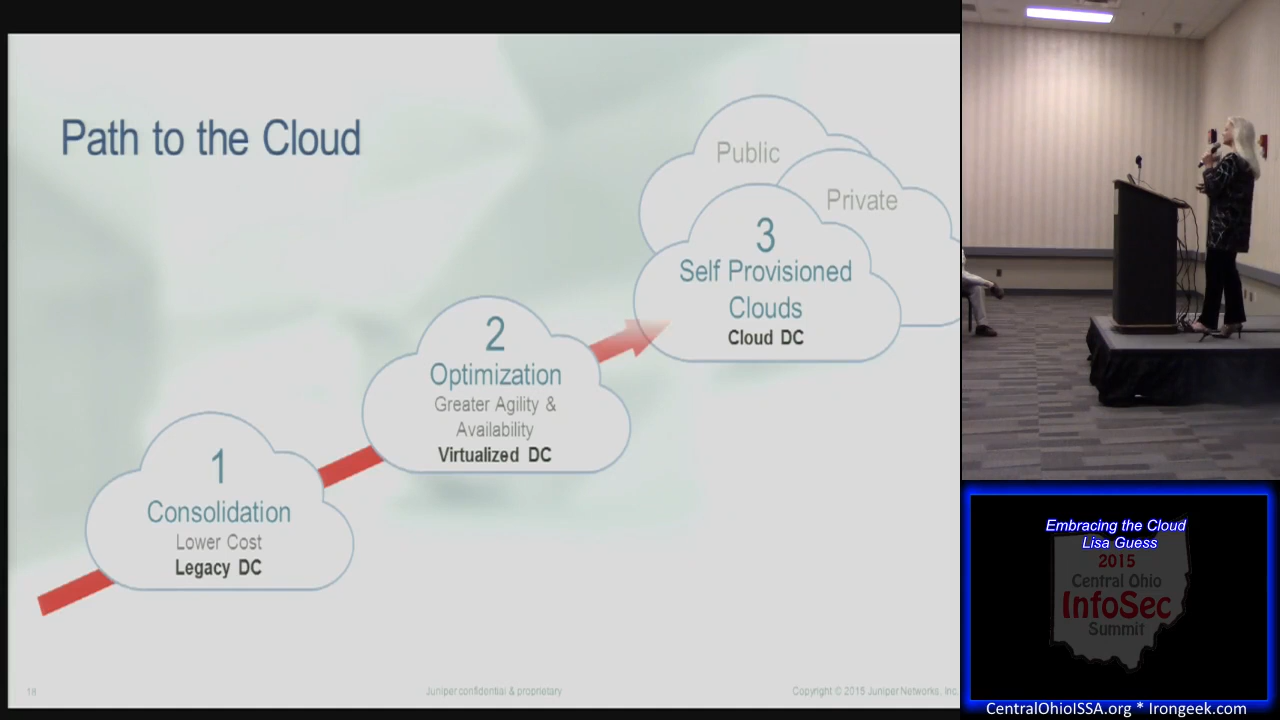 Path to the Cloud
Public
Private
3
Self Provisioned
Clouds
Cloud DC
2
Optimization
Greater Agility &
Availability
Virtualized DC
1
Consolidation
Lower Cost
Legacy DC
18
Juniper confidential & proprietary
Copyright © 2015 Juniper Networks, Inc.
Embracing the Cloud
Lisa Guess
2015
Central Ohio
InfoSec
Summit
CentralOhioISSA.org * Irongeek.com